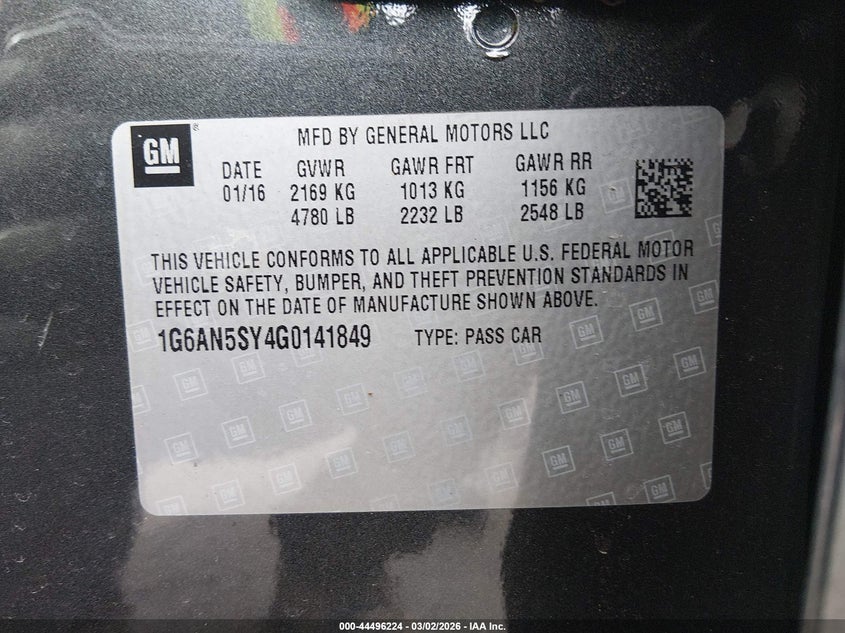 GM
MFD BY GENERAL MOTORS LLC
DATE GVWR GAWR FRT GAWR RR
01/16 2169 KG 1013 KG 1156 KG
4780 LB 2232 LB 2548 LB
THIS VEHICLE CONFORMS TO ALL APPLICABLE U.S. FEDERAL MOTOR
VEHICLE SAFETY, BUMPER, AND THEFT PREVENTION STANDARDS IN
EFFECT ON THE DATE OF MANUFACTURE SHOWN ABOVE.
1G6AN5SY4G0141849 TYPE: PASS CAR
000-44496224 — 03/02/2026 — IAA Inc.